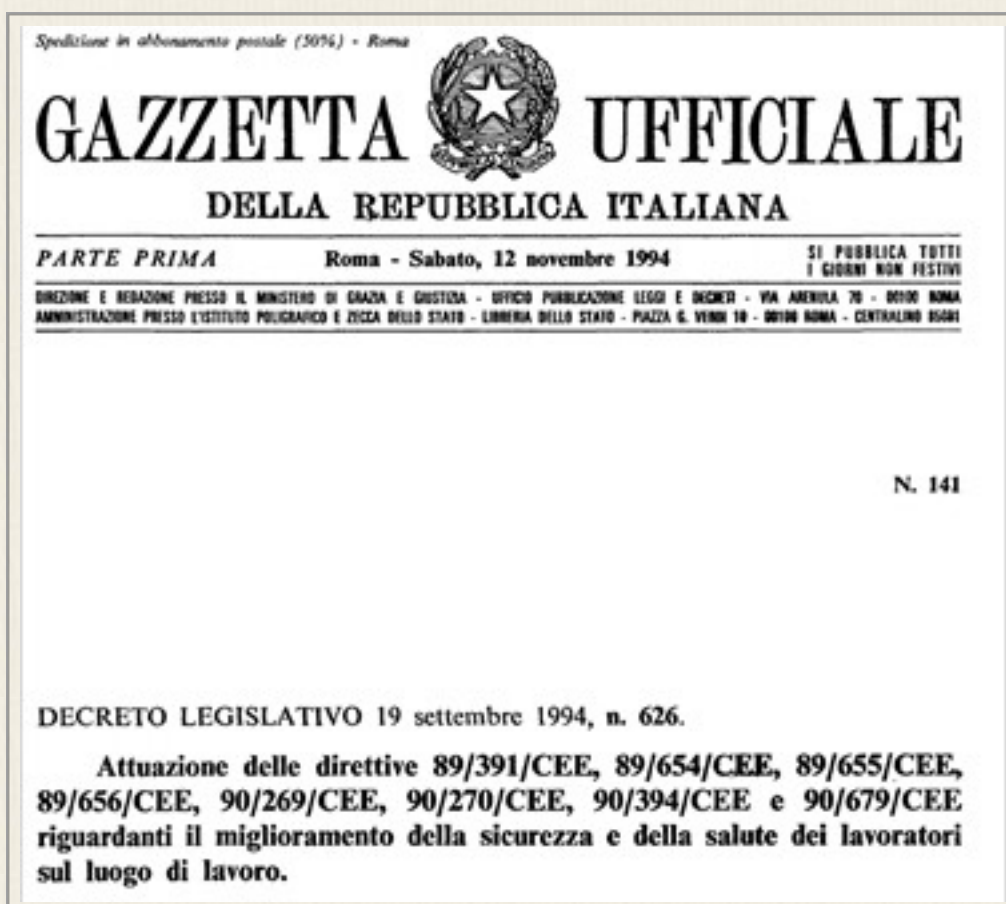 Spedizione in abbonamento postale (50%) - Roma
GAZZETTA UFFICIALE
DELLA REPUBBLICA ITALIANA
PARTE PRIMA
Roma - Sabato, 12 novembre 1994
SI PUBBLICA TUTTI
I GIORNI NON FESTIVI
DIREZIONE E REDAZIONE PRESSO IL MINISTERO DI GRAZIA E GIUSTIZIA - UFFICIO PUBBLICAZIONE LEGGI E DECRETI - VIA ARENULA 70 - 00100 ROMA
AMMINISTRAZIONE PRESSO L'ISTITUTO POLIGRAFICO E ZECCA DELLO STATO - LIBRERIA DELLO STATO - PIAZZA G. VERDI 10 - 00100 ROMA - CENTRALINO 85081
N. 141
DECRETO LEGISLATIVO 19 settembre 1994, n. 626.
Attuazione delle direttive 89/391/CEE, 89/654/CEE, 89/655/CEE,
89/656/CEE, 90/269/CEE, 90/270/CEE, 90/394/CEE e 90/679/CEE
riguardanti il miglioramento della sicurezza e della salute dei lavoratori
sul luogo di lavoro.